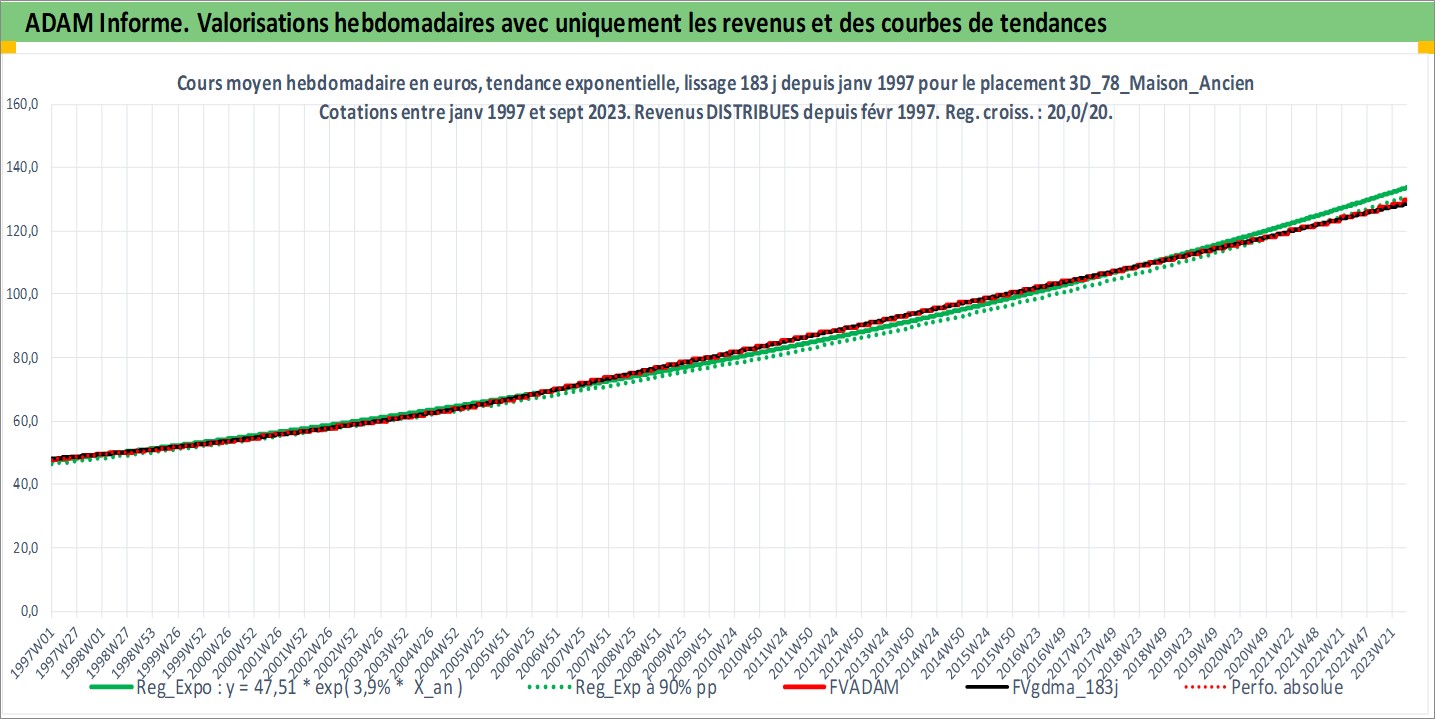 ADAM Informe. Valorisations hebdomadaires avec uniquement les revenus et des courbes de tendances
Cours moyen hebdomadaire en euros, tendance exponentielle, lissage 183 j depuis janv 1997 pour le placement 3D_78_Maison_Ancien
Cotations entre janv 1997 et sept 2023. Revenus DISTRIBUES depuis févr 1997. Reg. croiss. : 20,0/20.
160,0
140,0
120,0
100,0
80,0
60,0
40,0
20,0
0,0
1997W01
1997W27
1998W01
1998W27
1998W53
1999W26
1999W52
2000W26
2000W52
2001W26
2001W52
2002W26
2002W52
2003W26
2003W52
2004W26
2004W52
2005W25
2005W51
2006W25
2006W51
2007W25
2007W51
2008W25
2008W51
2009W25
2009W51
2010W24
2010W50
2011W24
2011W50
2012W24
2012W50
2013W24
2013W50
2014W24
2014W50
2015W24
2015W50
2016W23
2016W49
2017W23
2017W49
2018W23
2018W49
2019W23
2019W49
2020W23
2020W49
2021W22
2021W48
2022W21
2022W47
2023W21
Reg_Expo : y = 47,51 * exp( 3,9% * X_an )
Reg_Exp à 90% pp
FVADAM
FVgdma_183j
Perfo. absolue